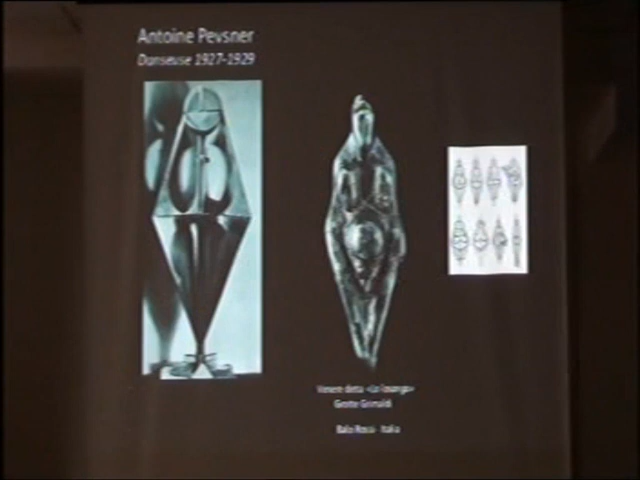 Antoine Pevsner
Danseuse 1927-1929
Venere detta «La losanga»
Grotte Grimaldi
Balzi Rossi - Italia